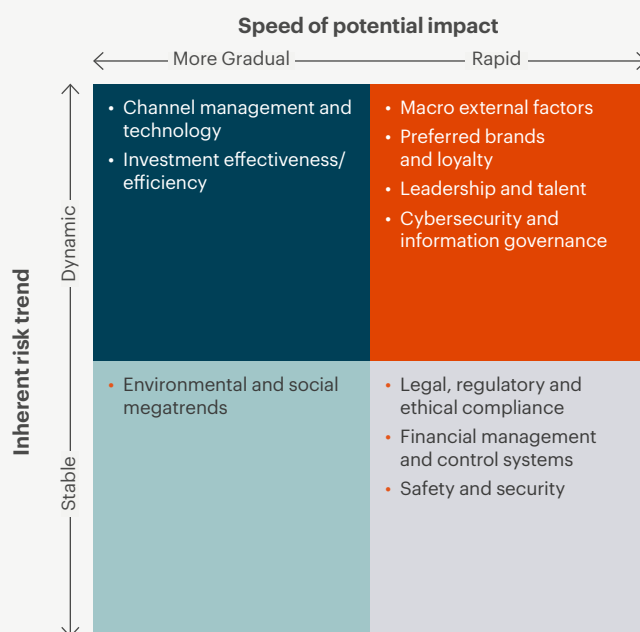 Speed of potential impact
More Gradual
Rapid
Inherent risk trend
Dynamic
Stable
• Channel management and
technology
• Investment effectiveness/
efficiency
• Macro external factors
• Preferred brands
and loyalty
• Leadership and talent
• Cybersecurity and
information governance
• Environmental and social
megatrends
• Legal, regulatory and
ethical compliance
• Financial management
and control systems
• Safety and security